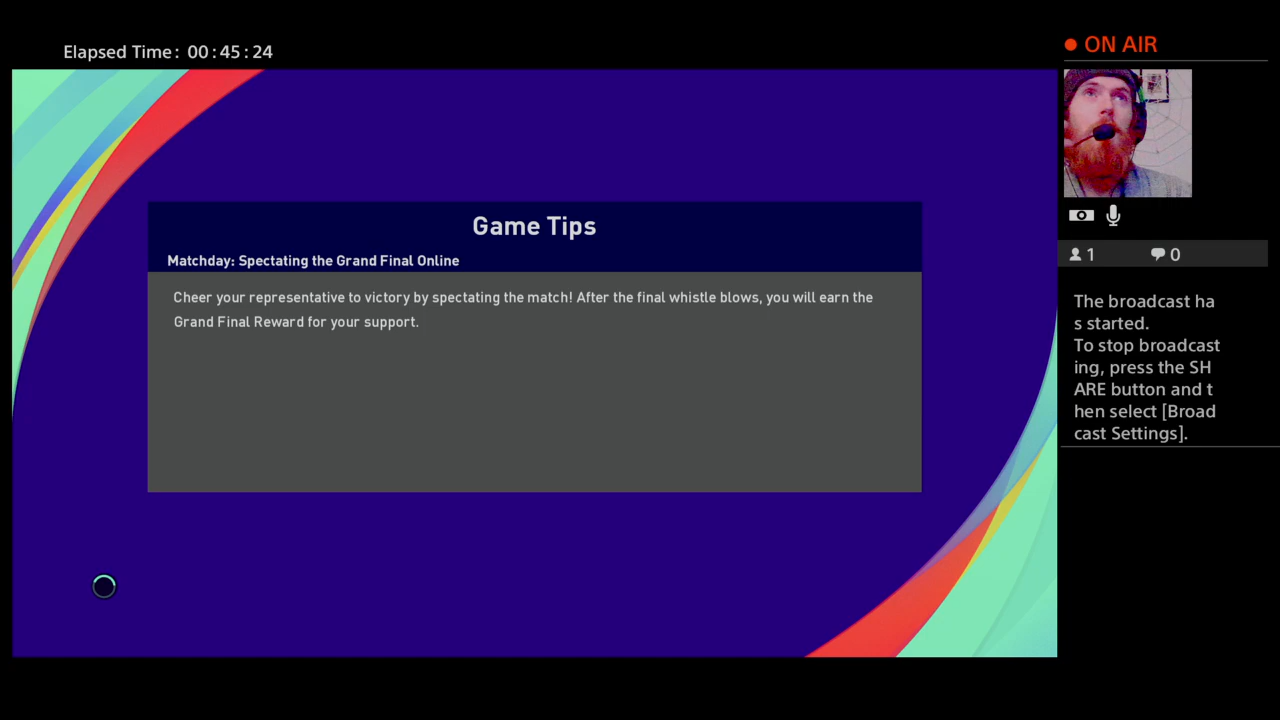 Elapsed Time: 00:45:24
ON AIR
1 0
Game Tips
Matchday: Spectating the Grand Final Online
Cheer your representative to victory by spectating the match! After the final whistle blows, you will earn the
Grand Final Reward for your support.
The broadcast ha
s started.
To stop broadcast
ing, press the SH
ARE button and t
hen select [Broad
cast Settings].